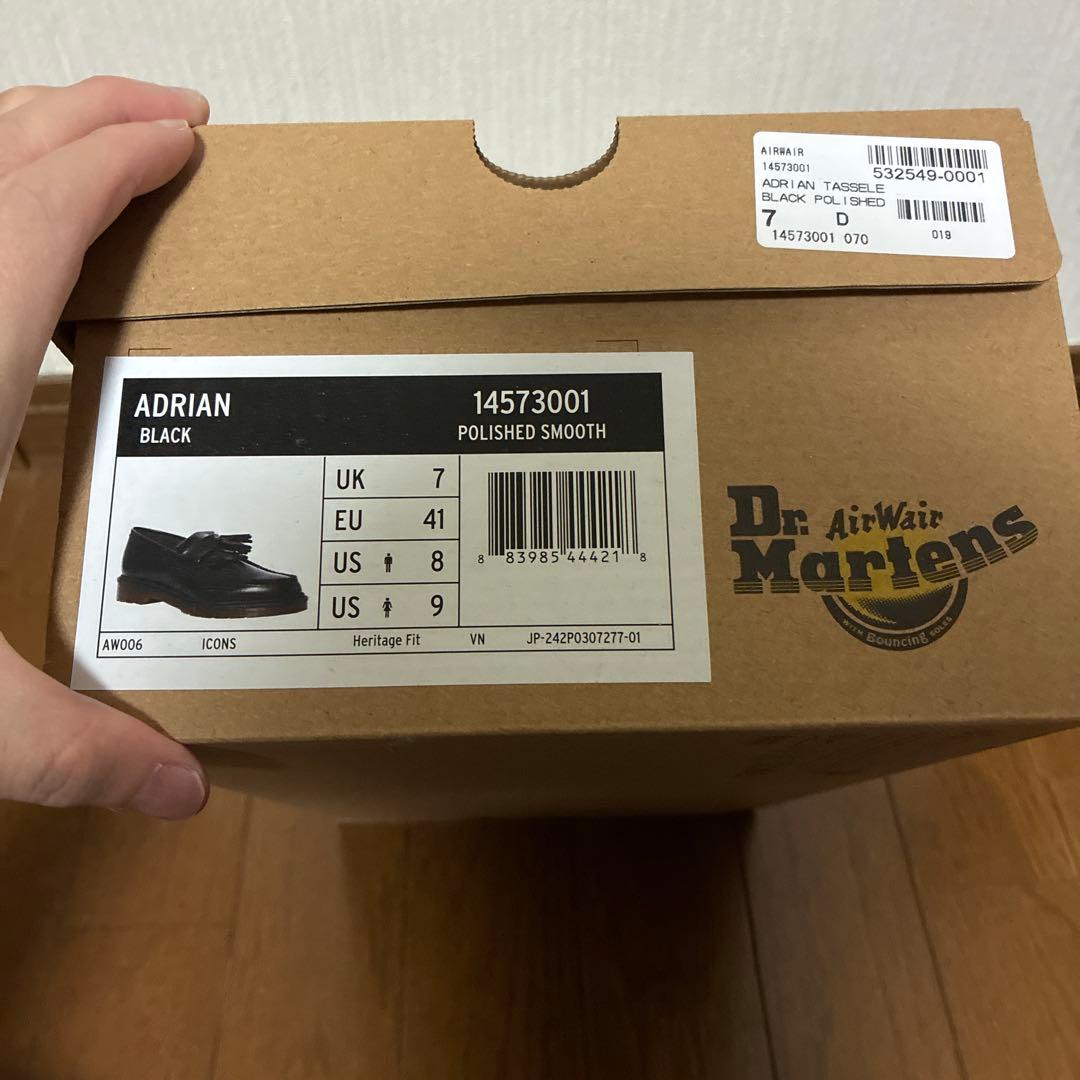 AIRWAIR
14573001
532549-0001
ADRIAN TASSELE
BLACK POLISHED
7 D
14573001 070
019
ADRIAN 14573001
BLACK POLISHED SMOOTH
UK 7
EU 41
US 8
US 9
8 83985 44421 8
AW006 ICONS Heritage Fit VN JP-242P0307277-01
Dr. AirWair
Martens
WITH Bouncing SOLES